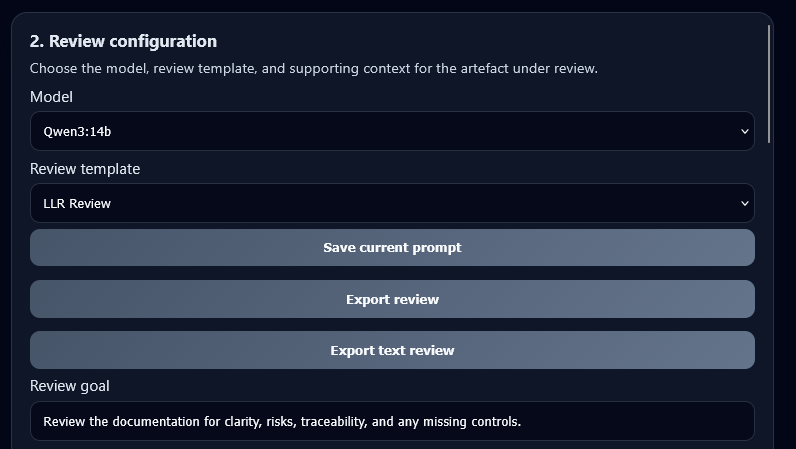 2. Review configuration
Choose the model, review template, and supporting context for the artefact under review.
Model
Qwen3:14b
Review template
LLR Review
Save current prompt
Export review
Export text review
Review goal
Review the documentation for clarity, risks, traceability, and any missing controls.